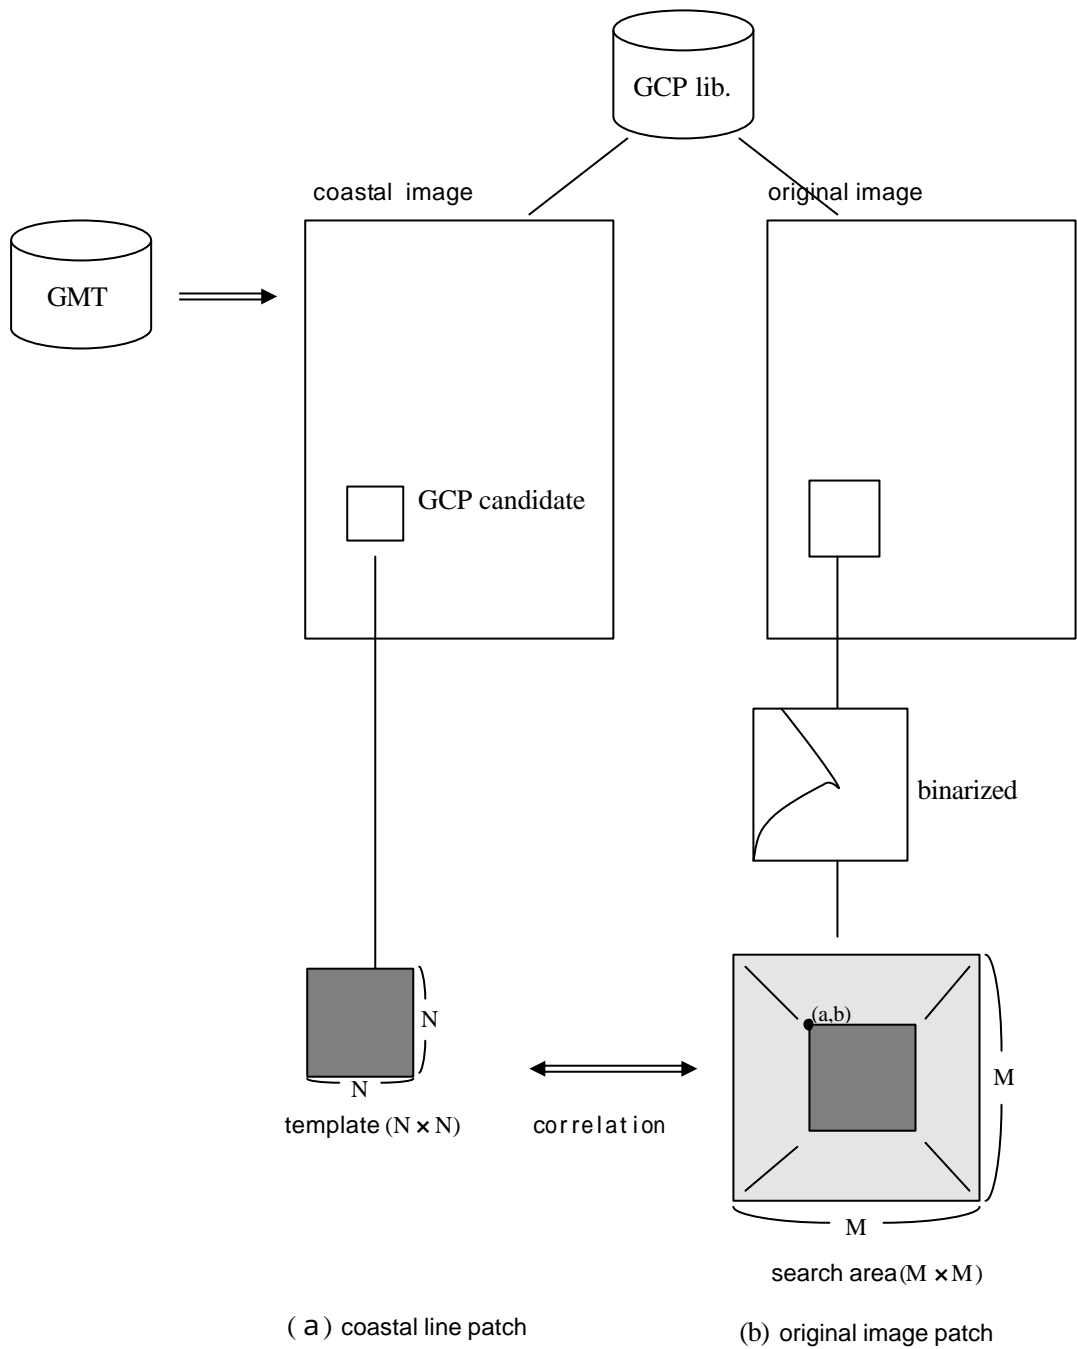 GCP lib.
coastal image
original image
GMT
GCP candidate
binarized
(a,b)
N
M
N
template (N × N)
correlation
M
search area (M × M)
(a) coastal line patch
(b) original image patch